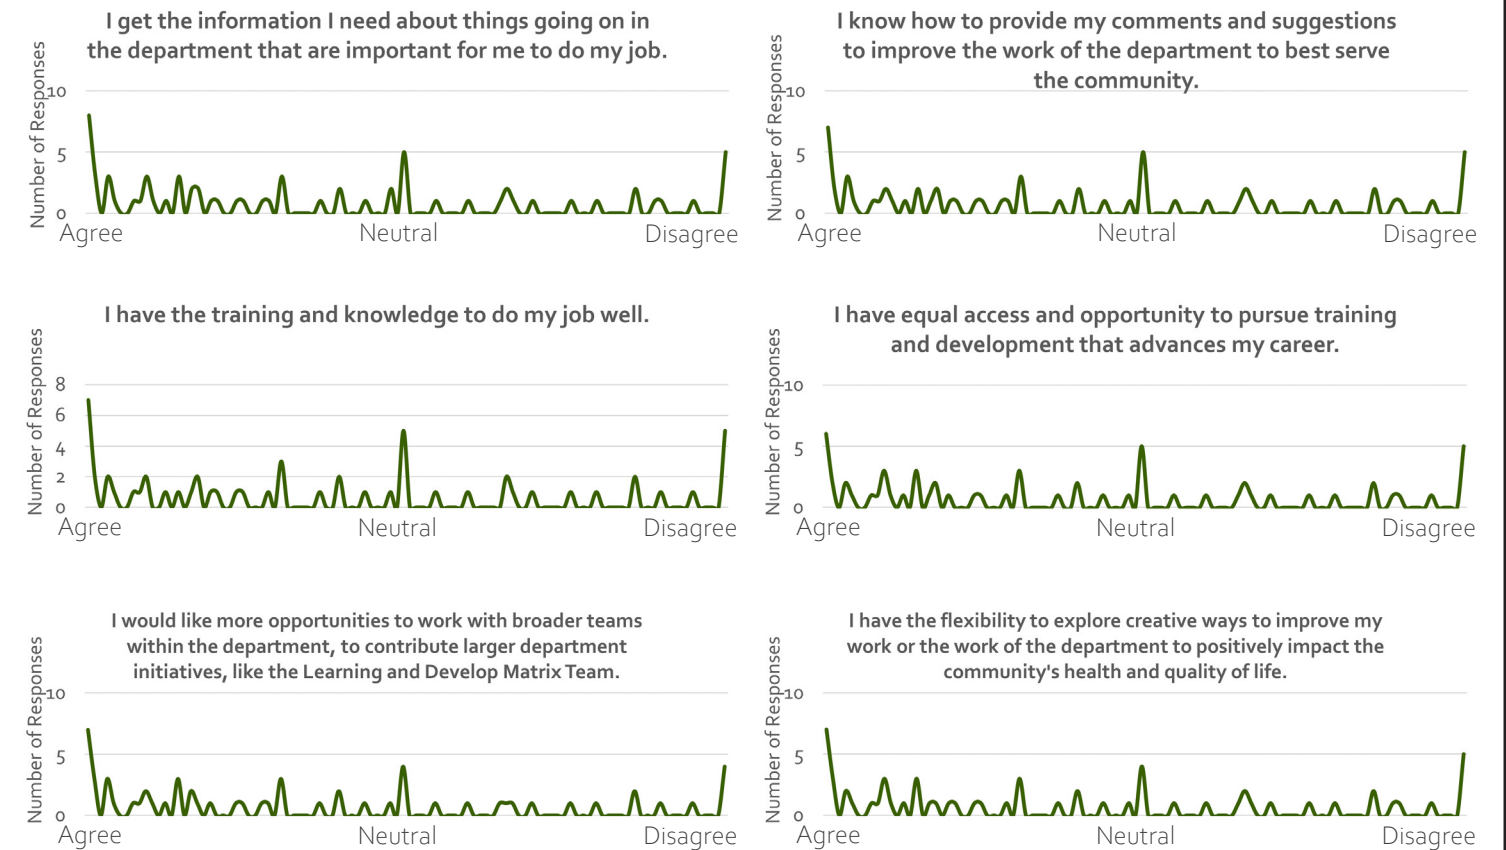 I get the information I need about things going on in
the department that are important for me to do my job.
Number of Responses
10
5
0
Agree
Neutral
Disagree
I know how to provide my comments and suggestions
to improve the work of the department to best serve
the community.
Number of Responses
10
5
0
Agree
Neutral
Disagree
I have the training and knowledge to do my job well.
Number of Responses
8
6
4
2
0
Agree
Neutral
Disagree
I have equal access and opportunity to pursue training
and development that advances my career.
Number of Responses
10
5
0
Agree
Neutral
Disagree
I would like more opportunities to work with broader teams
within the department, to contribute larger department
initiatives, like the Learning and Develop Matrix Team.
Number of Responses
10
5
0
Agree
Neutral
Disagree
I have the flexibility to explore creative ways to improve my
work or the work of the department to positively impact the
community's health and quality of life.
Number of Responses
10
5
0
Agree
Neutral
Disagree